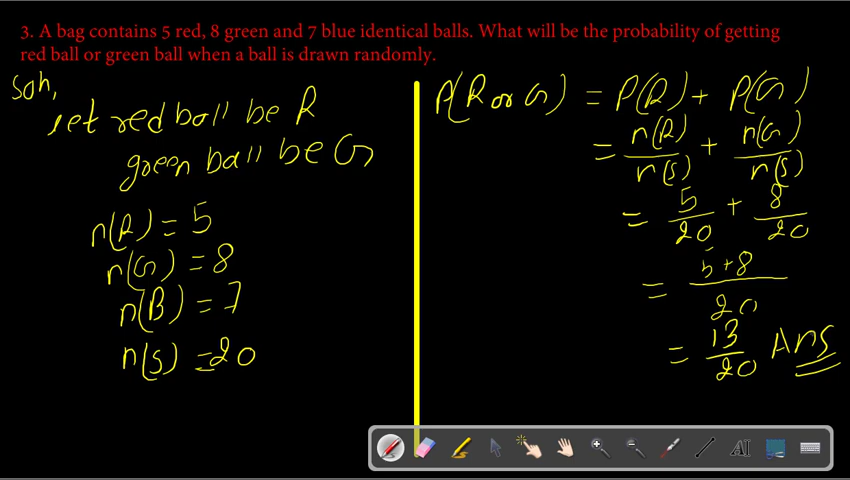 3. A bag contains 5 red, 8 green and 7 blue identical balls. What will be the probability of getting
red ball or green ball when a ball is drawn randomly.
Soln,
Let red ball be R
green ball be G
n(R) = 5
n(G) = 8
n(B) = 7
n(S) = 20
P(R or G) = P(R) + P(G)
= n(R)/n(S) + n(G)/n(S)
= 5/20 + 8/20
= 5+8/20
= 13/20 Ans
AI